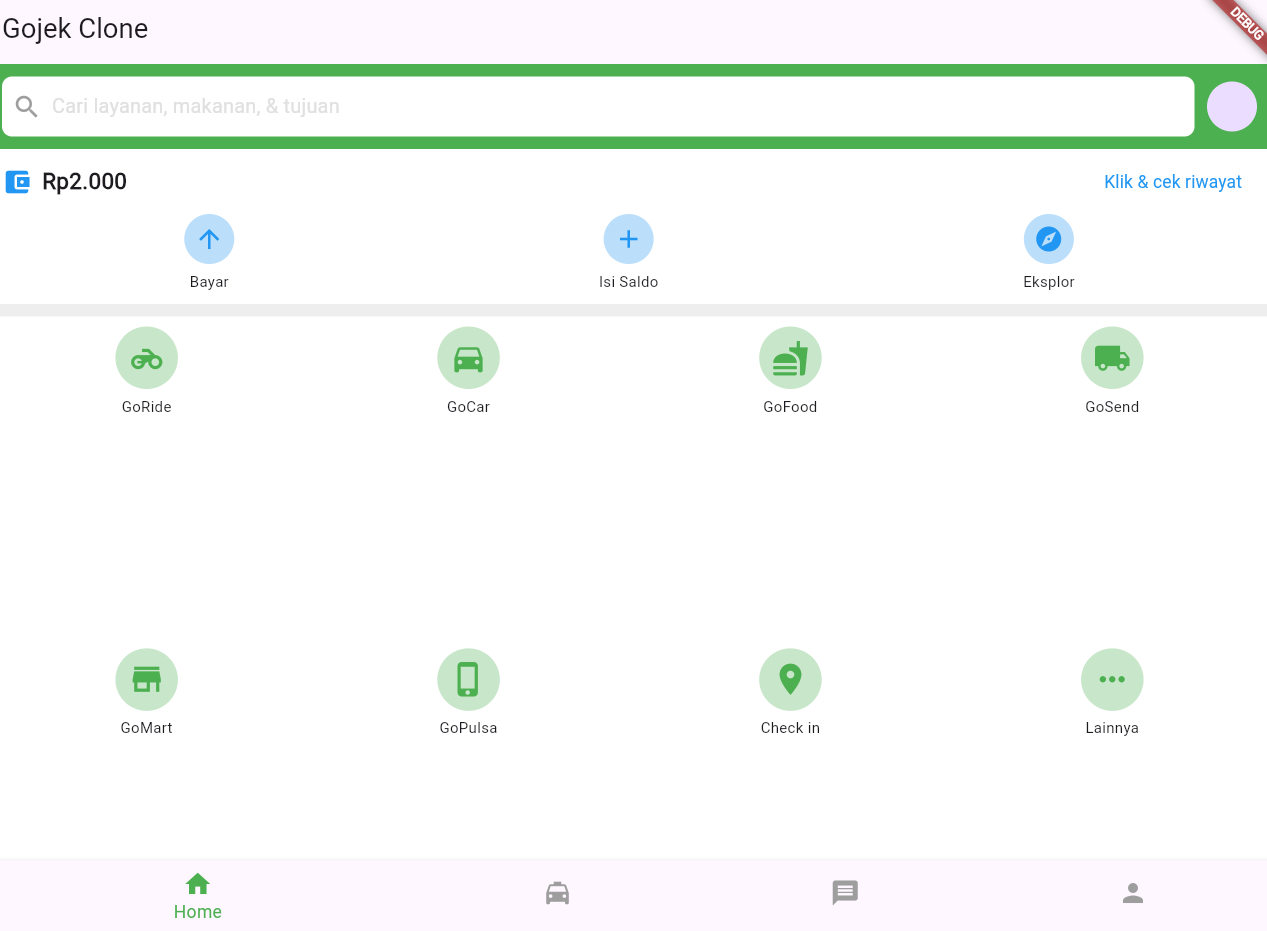 Gojek Clone
DEBUG
Cari layanan, makanan, & tujuan
Rp2.000
Klik & cek riwayat
Bayar
Isi Saldo
Eksplor
GoRide
GoCar
GoFood
GoSend
GoMart
GoPulsa
Check in
Lainnya
Home